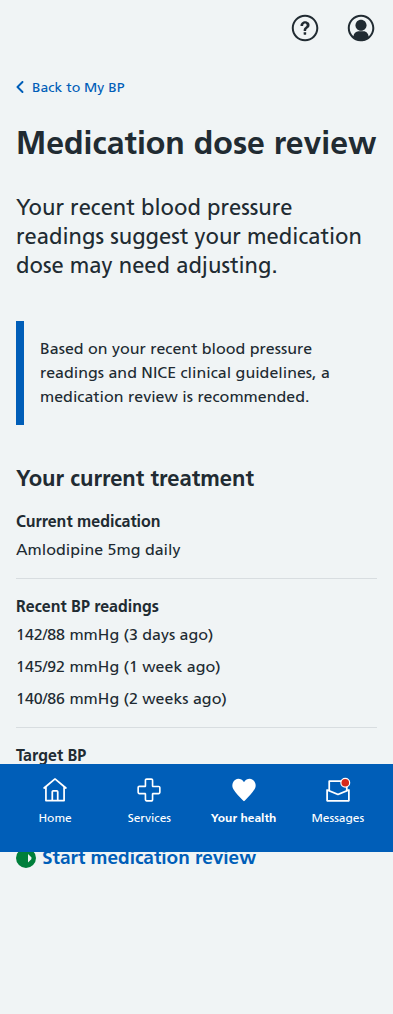 Back to My BP
Medication dose review
Your recent blood pressure
readings suggest your medication
dose may need adjusting.
Based on your recent blood pressure
readings and NICE clinical guidelines, a
medication review is recommended.
Your current treatment
Current medication
Amlodipine 5mg daily
Recent BP readings
142/88 mmHg (3 days ago)
145/92 mmHg (1 week ago)
140/86 mmHg (2 weeks ago)
Target BP
Home
Services
Your health
Messages
Start medication review